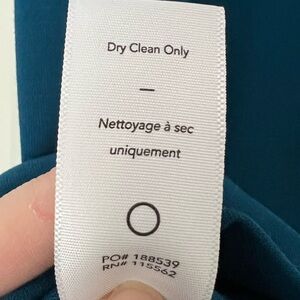 Dry Clean Only
—
Nettoyage à sec
uniquement
PO# 188539
RN# 115562